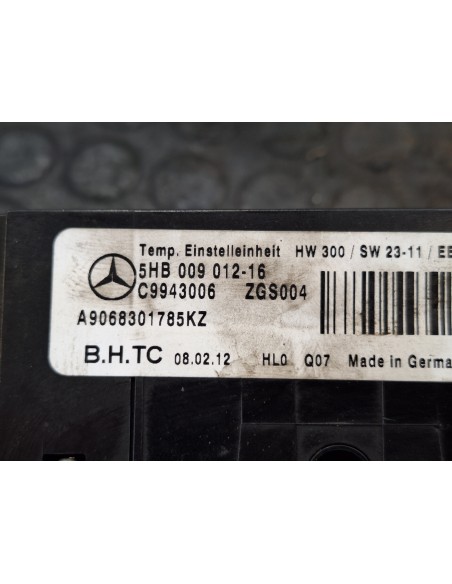 Temp. Einstelleinheit HW 300 / SW 23-11 /
5HB 009 012-16
C9943006 ZGS004
A9068301785KZ
B.H.TC 08.02.12 HL0 Q07 Made in Germa